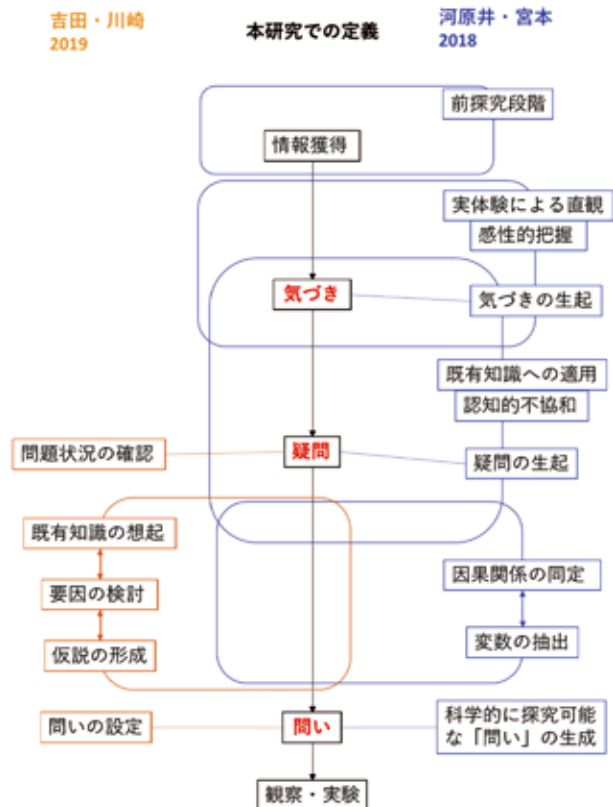 吉田・川崎
2019
本研究での定義
河原井・宮本
2018
前探究段階
情報獲得
実体験による直観
感性的把握
気づき
気づきの生起
既有知識への適用
認知的不協和
問題状況の確認
疑問
疑問の生起
既有知識の想起
要因の検討
仮説の形成
因果関係の同定
変数の抽出
問いの設定
問い
科学的に探究可能
な「問い」の生成
観察・実験